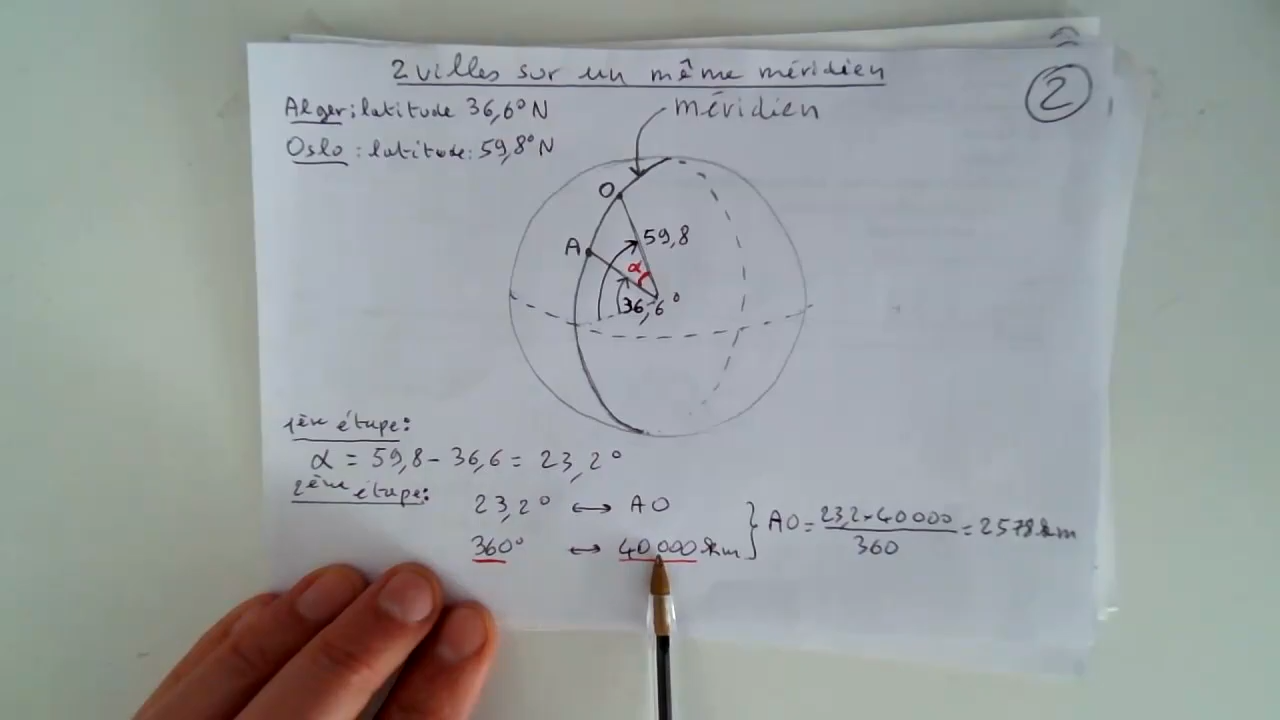 2 villes sur un même méridien
2
Alger : latitude 36,6° N
méridien
Oslo : latitude : 59,8° N
O
A
59,8
α
36,6°
1ère étape :
α = 59,8 - 36,6 = 23,2°
2ème étape :
23,2° ↔ AO
360° ↔ 40 000 km
} AO = 23,2 × 40 000 / 360 = 2578 km